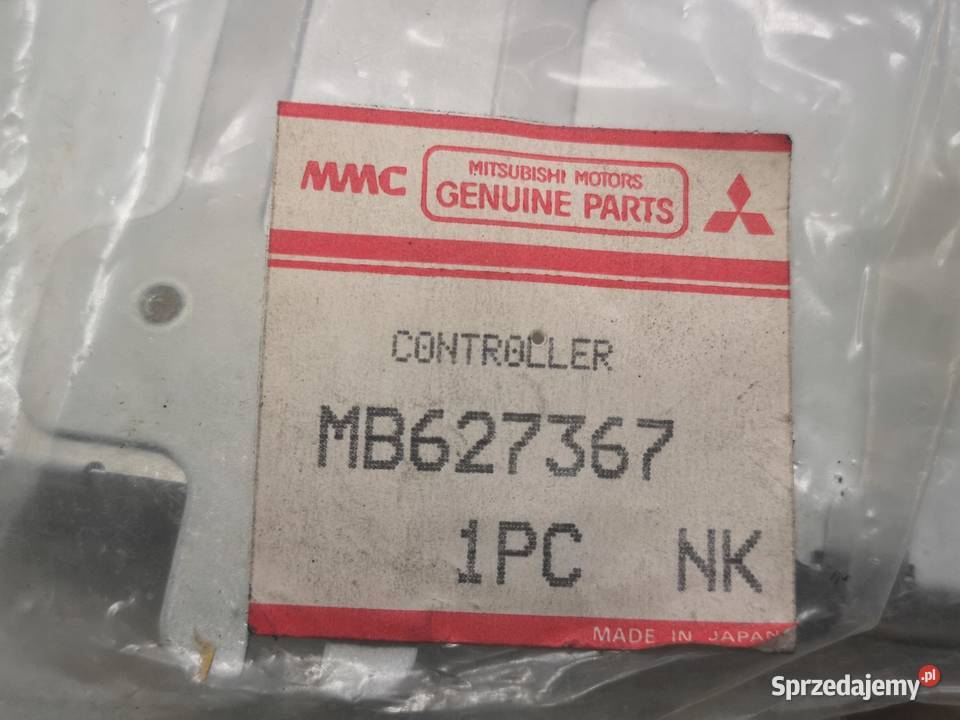 MMC
MITSUBISHI MOTORS
GENUINE PARTS
CONTROLLER
MB627367
1PC NK
MADE IN JAPAN
Sprzedajemy.pl